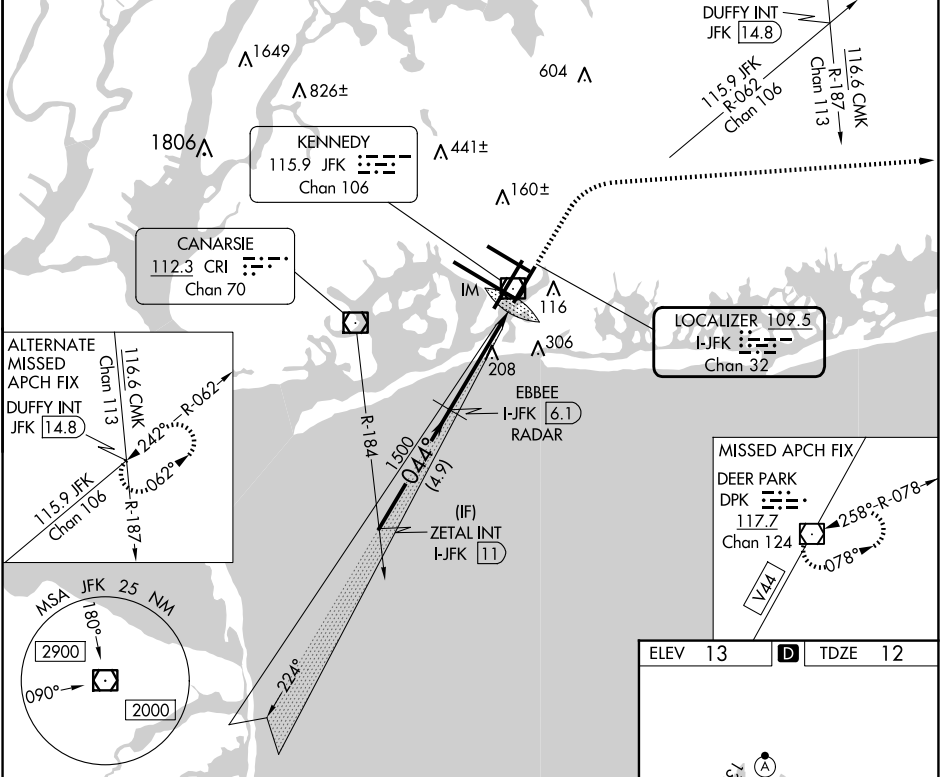 DUFFY INT
JFK 14.8
115.9 JFK
R-062
Chan 106
116.6 CMK
R-187
Chan 113
1649
826±
604
1806
441±
160±
KENNEDY
115.9 JFK
Chan 106
CANARSIE
112.3 CRI
Chan 70
IM
116
LOCALIZER 109.5
I-JFK
Chan 32
306
208
ALTERNATE
MISSED
APCH FIX
DUFFY INT
JFK 14.8
116.6 CMK
Chan 113
R-062
242°
062°
115.9 JFK
Chan 106
R-187
R-184
EBBEE
I-JFK 6.1
RADAR
1500
044°
(4.9)
(IF)
ZETAL INT
I-JFK 11
224°
MISSED APCH FIX
DEER PARK
DPK
117.7
Chan 124
258°
R-078
078°
V44
MSA JFK 25 NM
180°
2900
090°
2000
ELEV 13 D TDZE 12
A